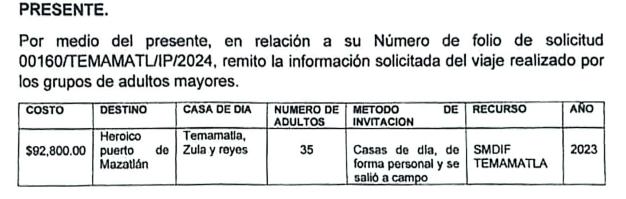 PRESENTE.
Por medio del presente, en relación a su Número de folio de solicitud
00160/TEMAMATL/IP/2024, remito la información solicitada del viaje realizado por
los grupos de adultos mayores.
COSTO DESTINO CASA DE DIA NUMERO DE ADULTOS METODO DE INVITACION RECURSO AÑO
$92,800.00 Heroico puerto de Mazatlán Temamatla, Zula y reyes 35 Casas de día, de forma personal y se salió a campo SMDIF TEMAMATLA 2023